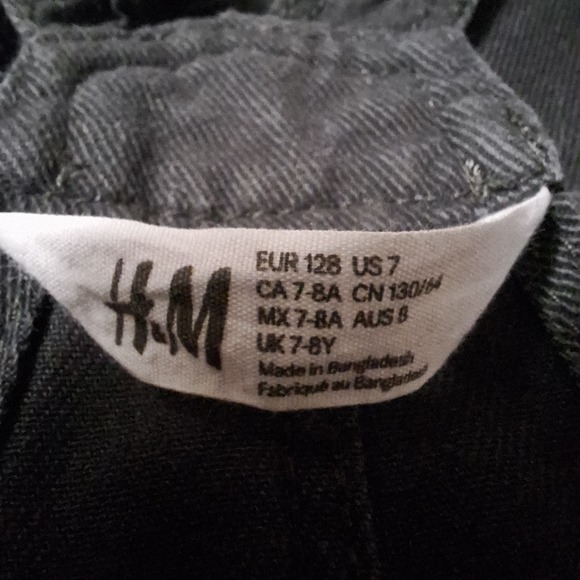 H&M
EUR 128 US 7
CA 7-8A CN 130/64
MX 7-8A AUS 8
UK 7-8Y
Made in Bangladesh
Fabriqué au Bangladesh